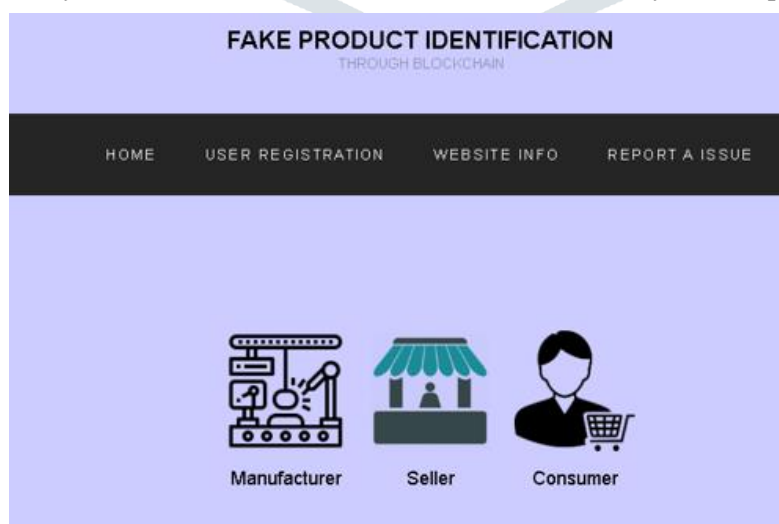 FAKE PRODUCT IDENTIFICATION
THROUGH BLOCKCHAIN
HOME USER REGISTRATION WEBSITE INFO REPORT A ISSUE
Manufacturer Seller Consumer